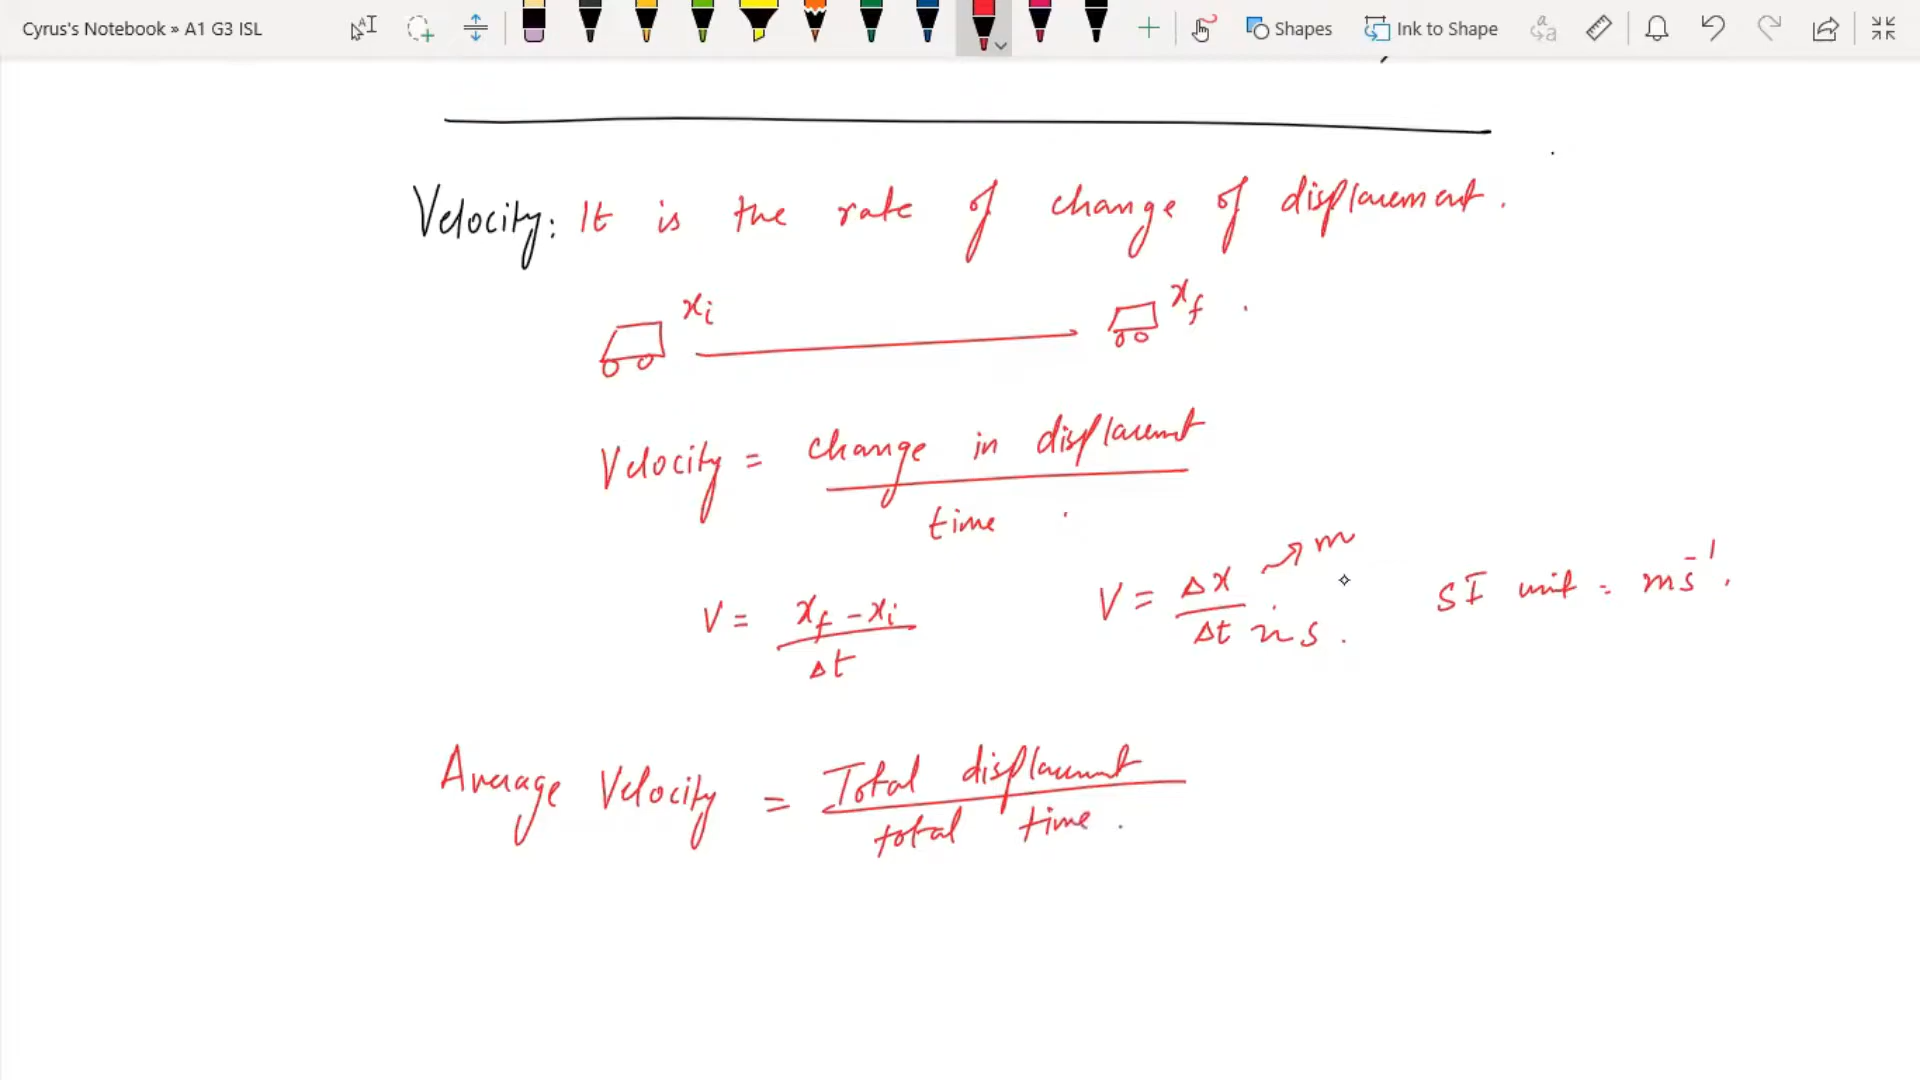 Cyrus's Notebook » A1 G3 ISL
Shapes
Ink to Shape
Velocity: It is the rate of change of displacement.
xi
xf
Velocity = change in displacement
time
V = xf - xi
Δt
V = Δx → m
Δt → s.
SI unit = ms⁻¹.
Average Velocity = Total displacement
total time.